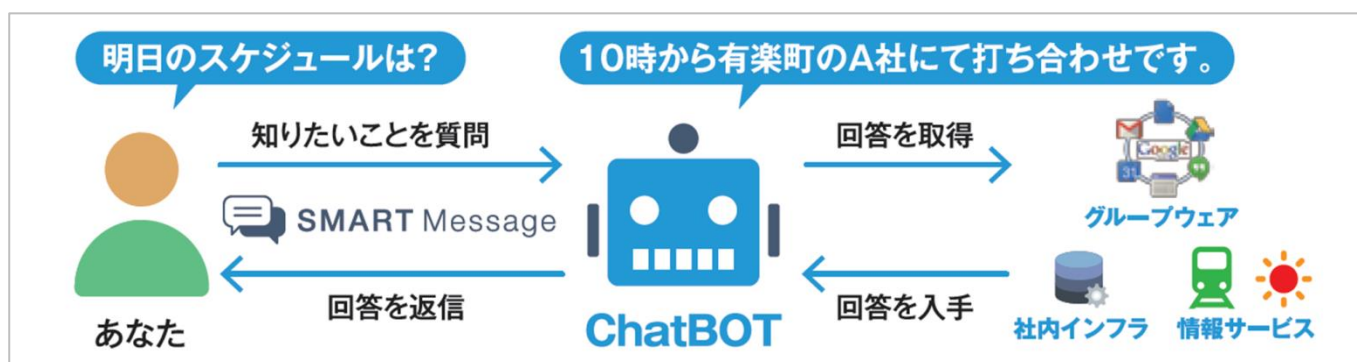 明日のスケジュールは?
10時から有楽町のA社にて打ち合わせです。
知りたいことを質問
回答を取得
Google
31
グループウェア
SMART Message
回答を返信
回答を入手
あなた
ChatBOT
社内インフラ
情報サービス